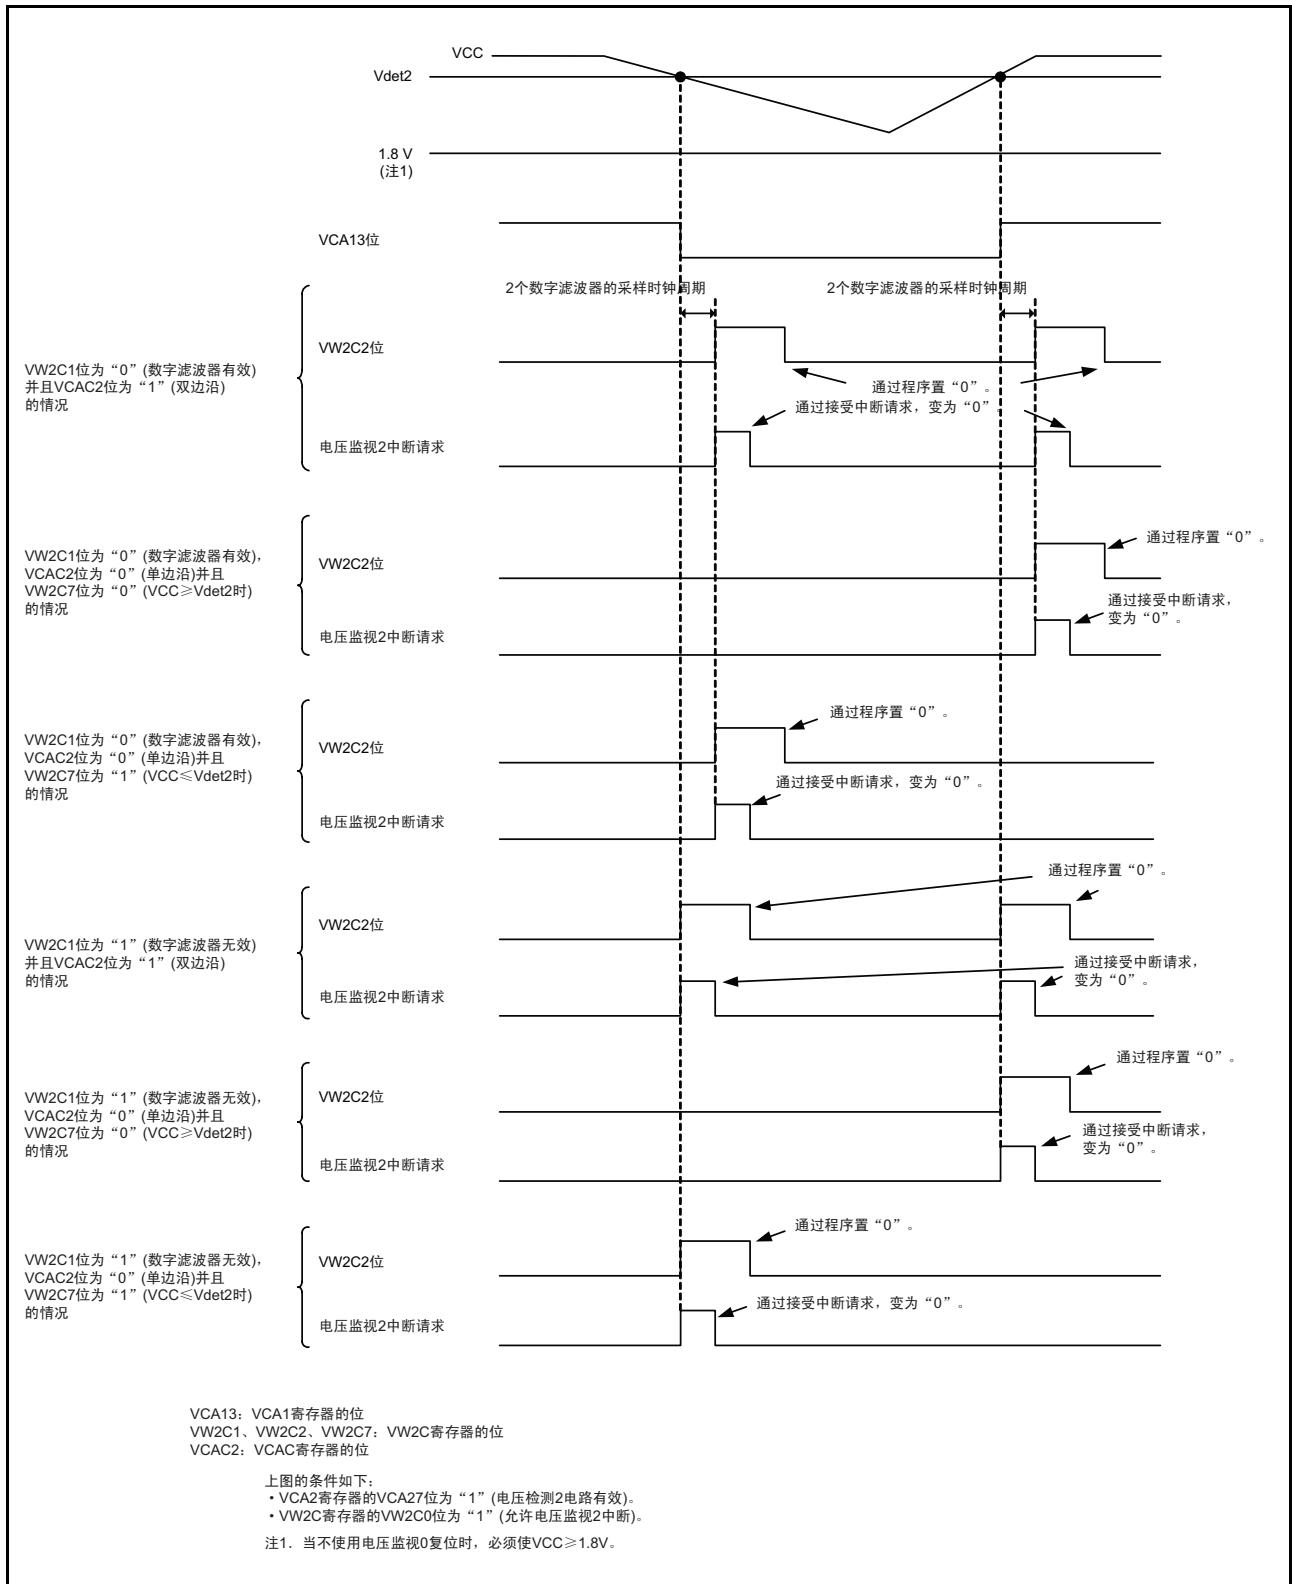 VCC
Vdet2
1.8 V
(注1)
VCA13位
2个数字滤波器的采样时钟周期
2个数字滤波器的采样时钟周期
VW2C1位为“0”(数字滤波器有效)
并且VCAC2位为“1”(双边沿)
的情况
VW2C2位
通过程序置“0”。
通过接受中断请求，变为“0”。
电压监视2中断请求
VW2C1位为“0”(数字滤波器有效)，
VCAC2位为“0”(单边沿)并且
VW2C7位为“0”(VCC≥Vdet2时)
的情况
VW2C2位
通过程序置“0”。
通过接受中断请求，
变为“0”。
电压监视2中断请求
VW2C1位为“0”(数字滤波器有效)，
VCAC2位为“0”(单边沿)并且
VW2C7位为“1”(VCC≤Vdet2时)
的情况
VW2C2位
通过程序置“0”。
通过接受中断请求，变为“0”。
电压监视2中断请求
VW2C1位为“1”(数字滤波器无效)
并且VCAC2位为“1”(双边沿)
的情况
VW2C2位
通过程序置“0”。
通过接受中断请求，
变为“0”。
电压监视2中断请求
VW2C1位为“1”(数字滤波器无效)，
VCAC2位为“0”(单边沿)并且
VW2C7位为“0”(VCC≥Vdet2时)
的情况
VW2C2位
通过程序置“0”。
通过接受中断请求，
变为“0”。
电压监视2中断请求
VW2C1位为“1”(数字滤波器无效)，
VCAC2位为“0”(单边沿)并且
VW2C7位为“1”(VCC≤Vdet2时)
的情况
VW2C2位
通过程序置“0”。
通过接受中断请求，变为“0”。
电压监视2中断请求
VCA13：VCA1寄存器的位
VW2C1、VW2C2、VW2C7：VW2C寄存器的位
VCAC2：VCAC寄存器的位
上图的条件如下：
・VCA2寄存器的VCA27位为“1”(电压检测2电路有效)。
・VW2C寄存器的VW2C0位为“1”(允许电压监视2中断)。
注1. 当不使用电压监视0复位时，必须使VCC≥1.8V。